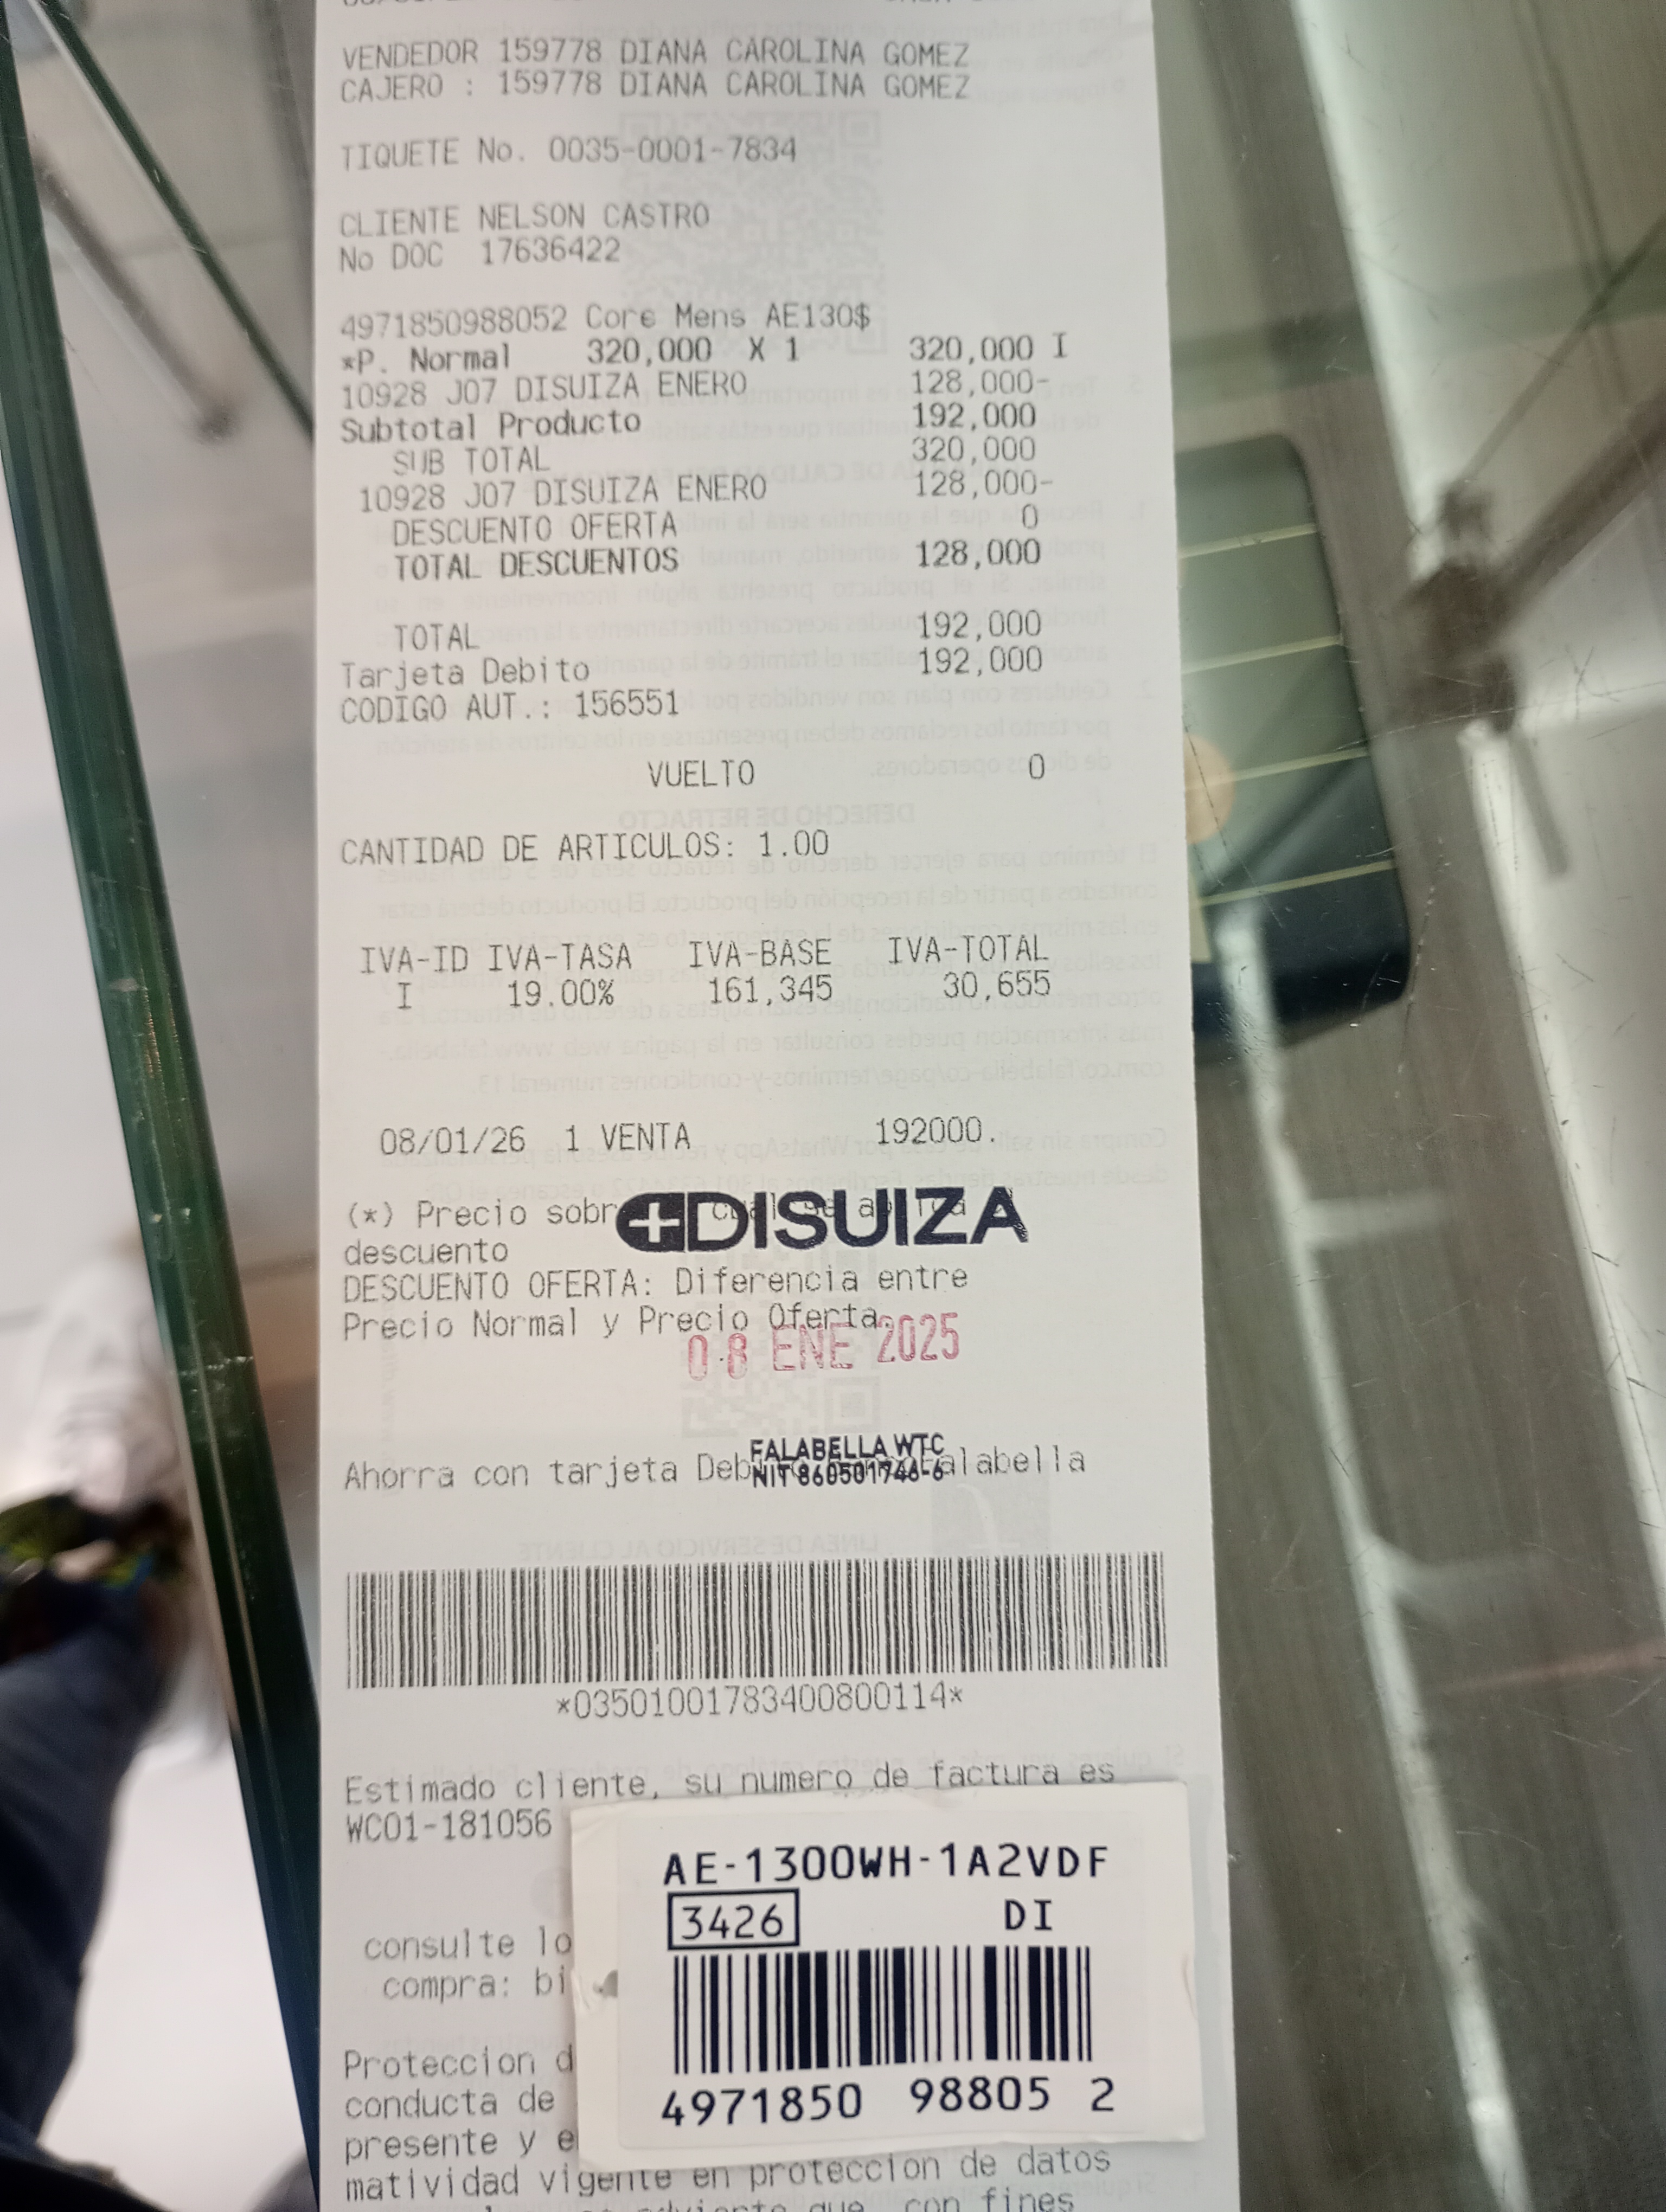 VENDEDOR 159778 DIANA CAROLINA GOMEZ
CAJERO : 159778 DIANA CAROLINA GOMEZ
TIQUETE No. 0035-0001-7834
CLIENTE NELSON CASTRO
No DOC 17636422
4971850988052 Core Mens AE130$
*P. Normal 320,000 X 1 320,000 I
10928 J07 DISUIZA ENERO 128,000-
Subtotal Producto 192,000
SUB TOTAL 320,000
10928 J07 DISUIZA ENERO 128,000-
DESCUENTO OFERTA 0
TOTAL DESCUENTOS 128,000
TOTAL 192,000
Tarjeta Debito 192,000
CODIGO AUT.: 156551
VUELTO 0
CANTIDAD DE ARTICULOS: 1.00
IVA-ID IVA-TASA IVA-BASE IVA-TOTAL
I 19.00% 161,345 30,655
08/01/26 1 VENTA 192000.
(*) Precio sobr
DISUIZA
descuento
DESCUENTO OFERTA: Diferencia entre
Precio Normal y Precio Oferta.
08 ENE 2025
FALABELLA WTC
Ahorra con tarjeta Deb alabella
NIT 860501746-6
*03501001783400800114*
Estimado cliente, su numero de factura es
WC01-181056
AE-1300WH-1A2VDF
3426 DI
consulte lo
compra: bi
4971850 98805 2
Proteccion d
conducta de
presente y e
matividad vigente en proteccion de datos
que, con fines